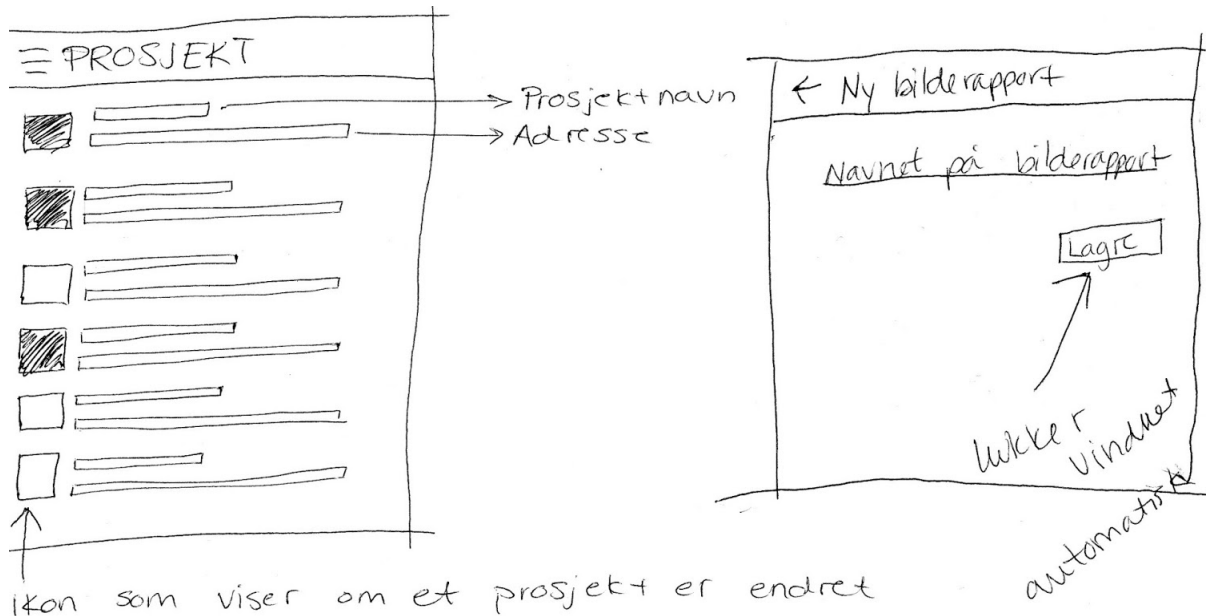 PROSJEKT
Prosjektnavn
Adresse
Ikon som viser om et prosjekt er endret
← Ny bilderapport
Navnet på bilderapport
Lagre
lukker
vinduet
automatisk